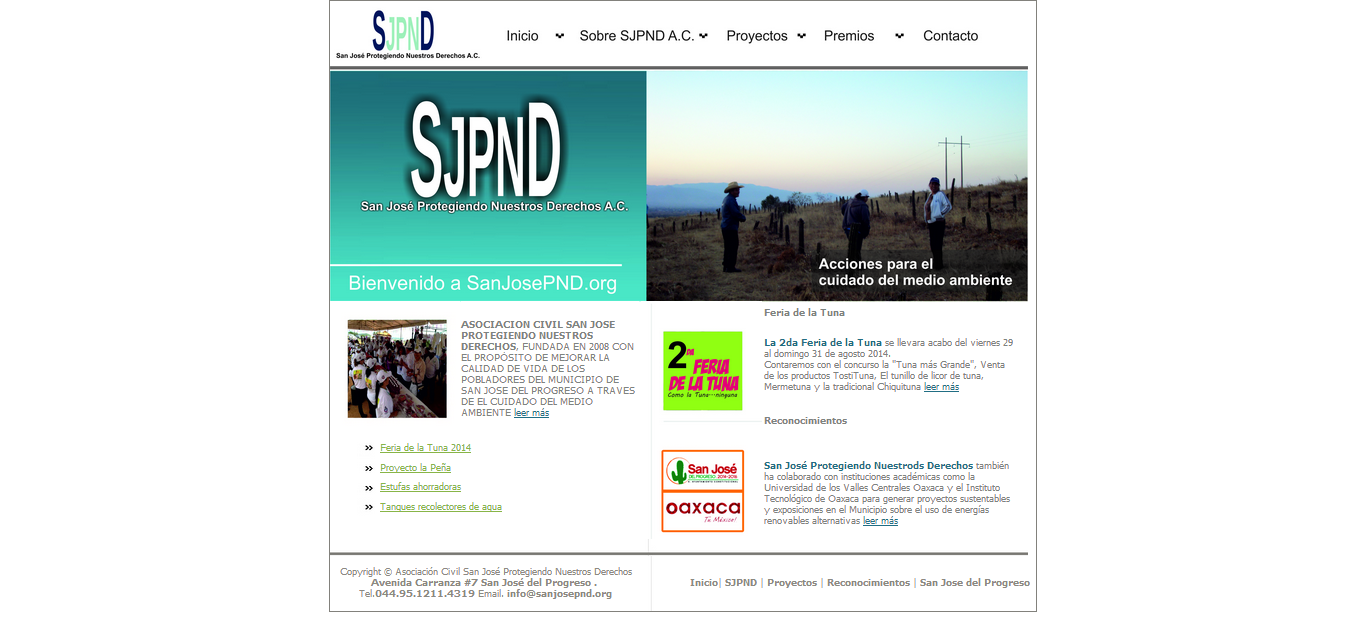 SJPND
San José Protegiendo Nuestros Derechos A.C.
Inicio
Sobre SJPND A.C.
Proyectos
Premios
Contacto
SJPND
San José Protegiendo Nuestros Derechos A.C.
Bienvenido a SanJosePND.org
Acciones para el
cuidado del medio ambiente
ASOCIACION CIVIL SAN JOSE
PROTEGIENDO NUESTROS
DERECHOS, FUNDADA EN 2008 CON
EL PROPÓSITO DE MEJORAR LA
CALIDAD DE VIDA DE LOS
POBLADORES DEL MUNICIPIO DE
SAN JOSE DEL PROGRESO A TRAVES
DE EL CUIDADO DEL MEDIO
AMBIENTE leer más
Feria de la Tuna 2014
Proyecto la Peña
Estufas ahorradoras
Tanques recolectores de agua
Feria de la Tuna
2DA
FERIA
DE LA TUNA
Como la Tuna...ninguna
La 2da Feria de la Tuna se llevara acabo del viernes 29
al domingo 31 de agosto 2014.
Contaremos con el concurso la "Tuna más Grande", Venta
de los productos TostiTuna, El tunillo de licor de tuna,
Mermetuna y la tradicional Chiquituna leer más
Reconocimientos
San José
DEL PROGRESO 2014-2016
oaxaca
Tú México!
San José Protegiendo Nuestrods Derechos también
ha colaborado con instituciones académicas como la
Universidad de los Valles Centrales Oaxaca y el Instituto
Tecnológico de Oaxaca para generar proyectos sustentables
y exposiciones en el Municipio sobre el uso de energías
renovables alternativas leer más
Copyright © Asociación Civil San José Protegiendo Nuestros Derechos
Avenida Carranza #7 San José del Progreso .
Tel.044.95.1211.4319 Email. info@sanjosepnd.org
Inicio| SJPND | Proyectos | Reconocimientos | San Jose del Progreso